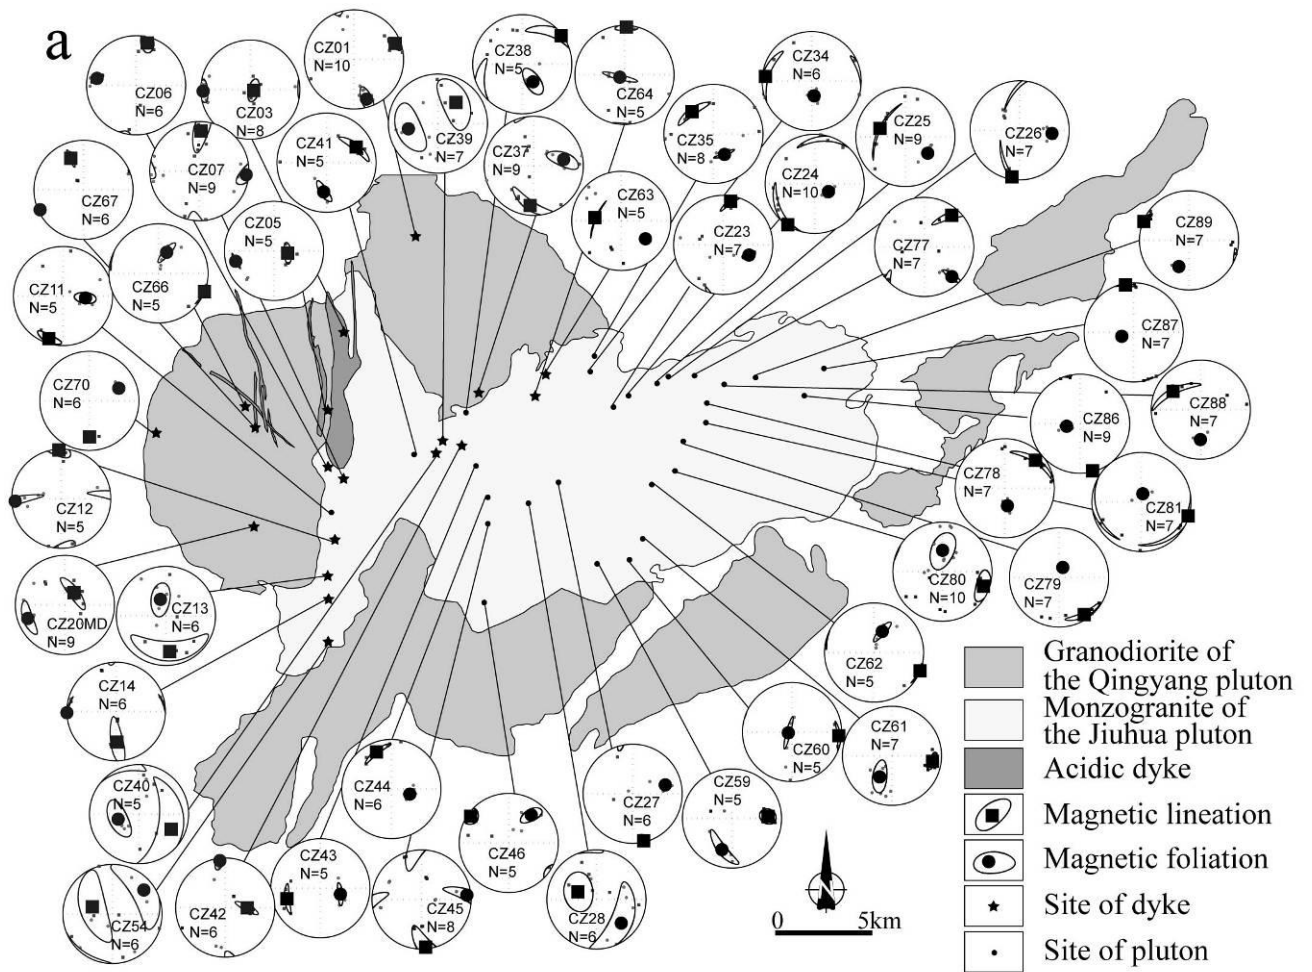 a
CZ06
N=6
CZ03
N=8
CZ01
N=10
CZ38
N=5
CZ64
N=5
CZ34
N=6
CZ39
N=7
CZ35
N=8
CZ25
N=9
CZ26
N=7
CZ07
N=9
CZ41
N=5
CZ37
N=9
CZ24
N=10
CZ67
N=6
CZ63
N=5
CZ23
N=7
CZ05
N=5
CZ77
N=7
CZ89
N=7
CZ66
N=5
CZ11
N=5
CZ87
N=7
CZ70
N=6
CZ88
N=7
CZ86
N=9
CZ12
N=5
CZ78
N=7
CZ81
N=7
CZ20MD
N=9
CZ13
N=6
CZ80
N=10
CZ79
N=7
CZ14
N=6
CZ62
N=5
CZ40
N=5
CZ44
N=6
CZ27
N=6
CZ59
N=5
CZ60
N=5
CZ61
N=7
CZ54
N=6
CZ42
N=6
CZ43
N=5
CZ45
N=8
CZ46
N=5
CZ28
N=6
N
0 5km
Granodiorite of
the Qingyang pluton
Monzogranite of
the Jiuhua pluton
Acidic dyke
Magnetic lineation
Magnetic foliation
Site of dyke
Site of pluton